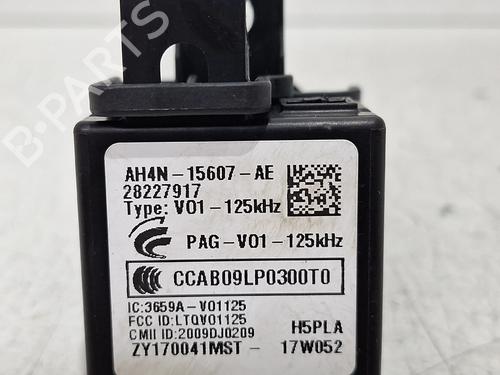 B-PARTS
AH4N-15607-AE
28227917
Type: V01-125kHz
PAG-V01-125kHz
CCAB09LP0300T0
IC:3659A-V01125
FCC ID:LTQV01125
CMII ID:2009DJ0209
H5PLA
ZY170041MST- 17W052